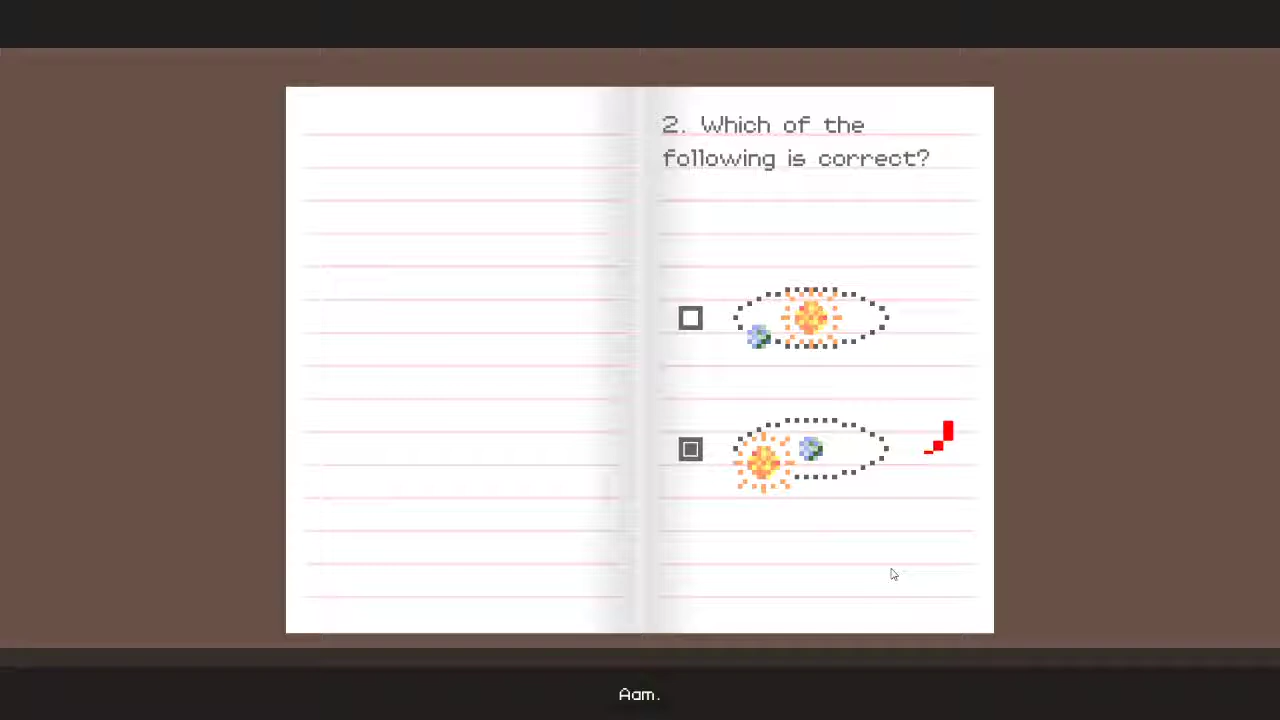 2. Which of the
following is correct?
Aam.